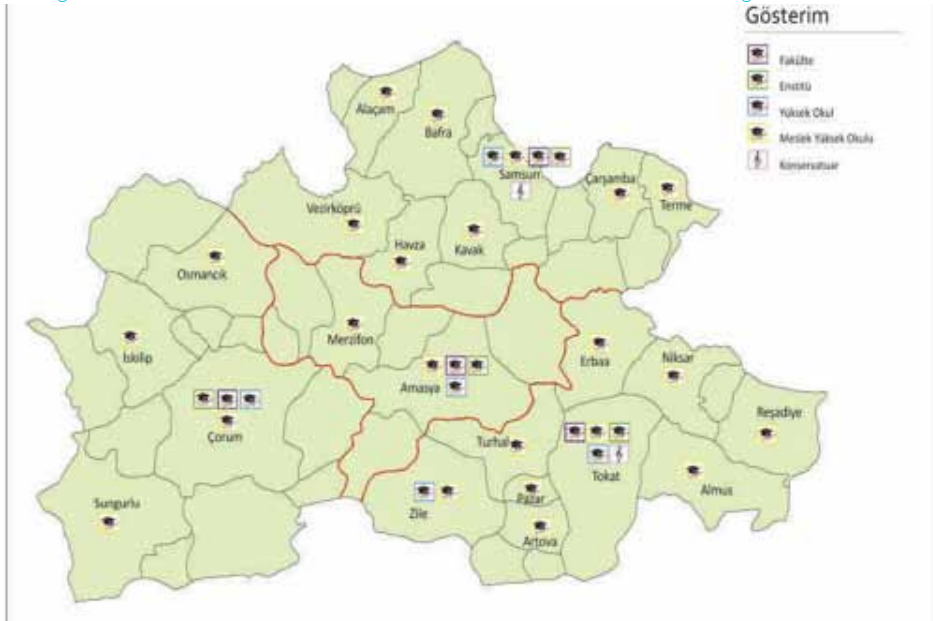 Gösterim
Fakülte
Enstitü
Yüksek Okul
Meslek Yüksek Okulu
Konservatuar
Alaçam
Bafra
Samsun
Çarşamba
Terme
Vezirköprü
Havza
Kavak
Osmancık
Merzifon
İskilip
Erbaa
Niksar
Amasya
Reşadiye
Çorum
Turhal
Tokat
Almus
Pazar
Zile
Sungurlu
Artova